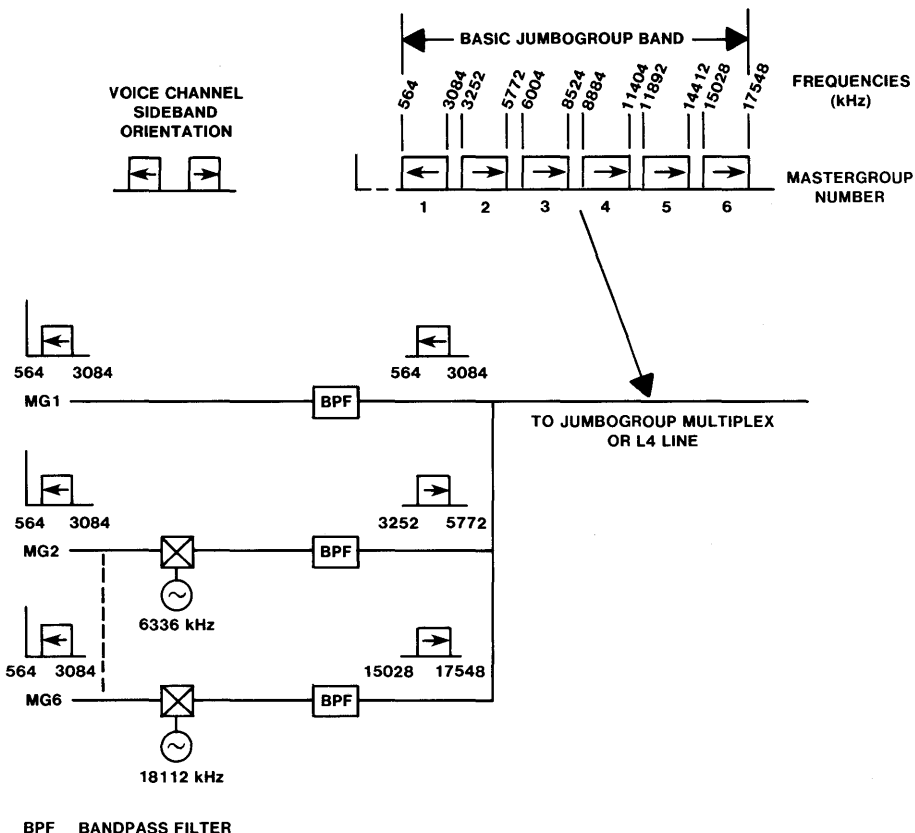 BASIC JUMBOGROUP BAND
564 3084 3252 5772 6004 8524 8884 11404 11892 14412 15028 17548
FREQUENCIES
(kHz)
VOICE CHANNEL
SIDEBAND
ORIENTATION
MASTERGROUP
NUMBER
1 2 3 4 5 6
564 3084
564 3084
MG1
BPF
TO JUMBOGROUP MULTIPLEX
OR L4 LINE
564 3084
3252 5772
MG2
BPF
6336 kHz
564 3084
15028 17548
MG6
BPF
18112 kHz
BPF BANDPASS FILTER